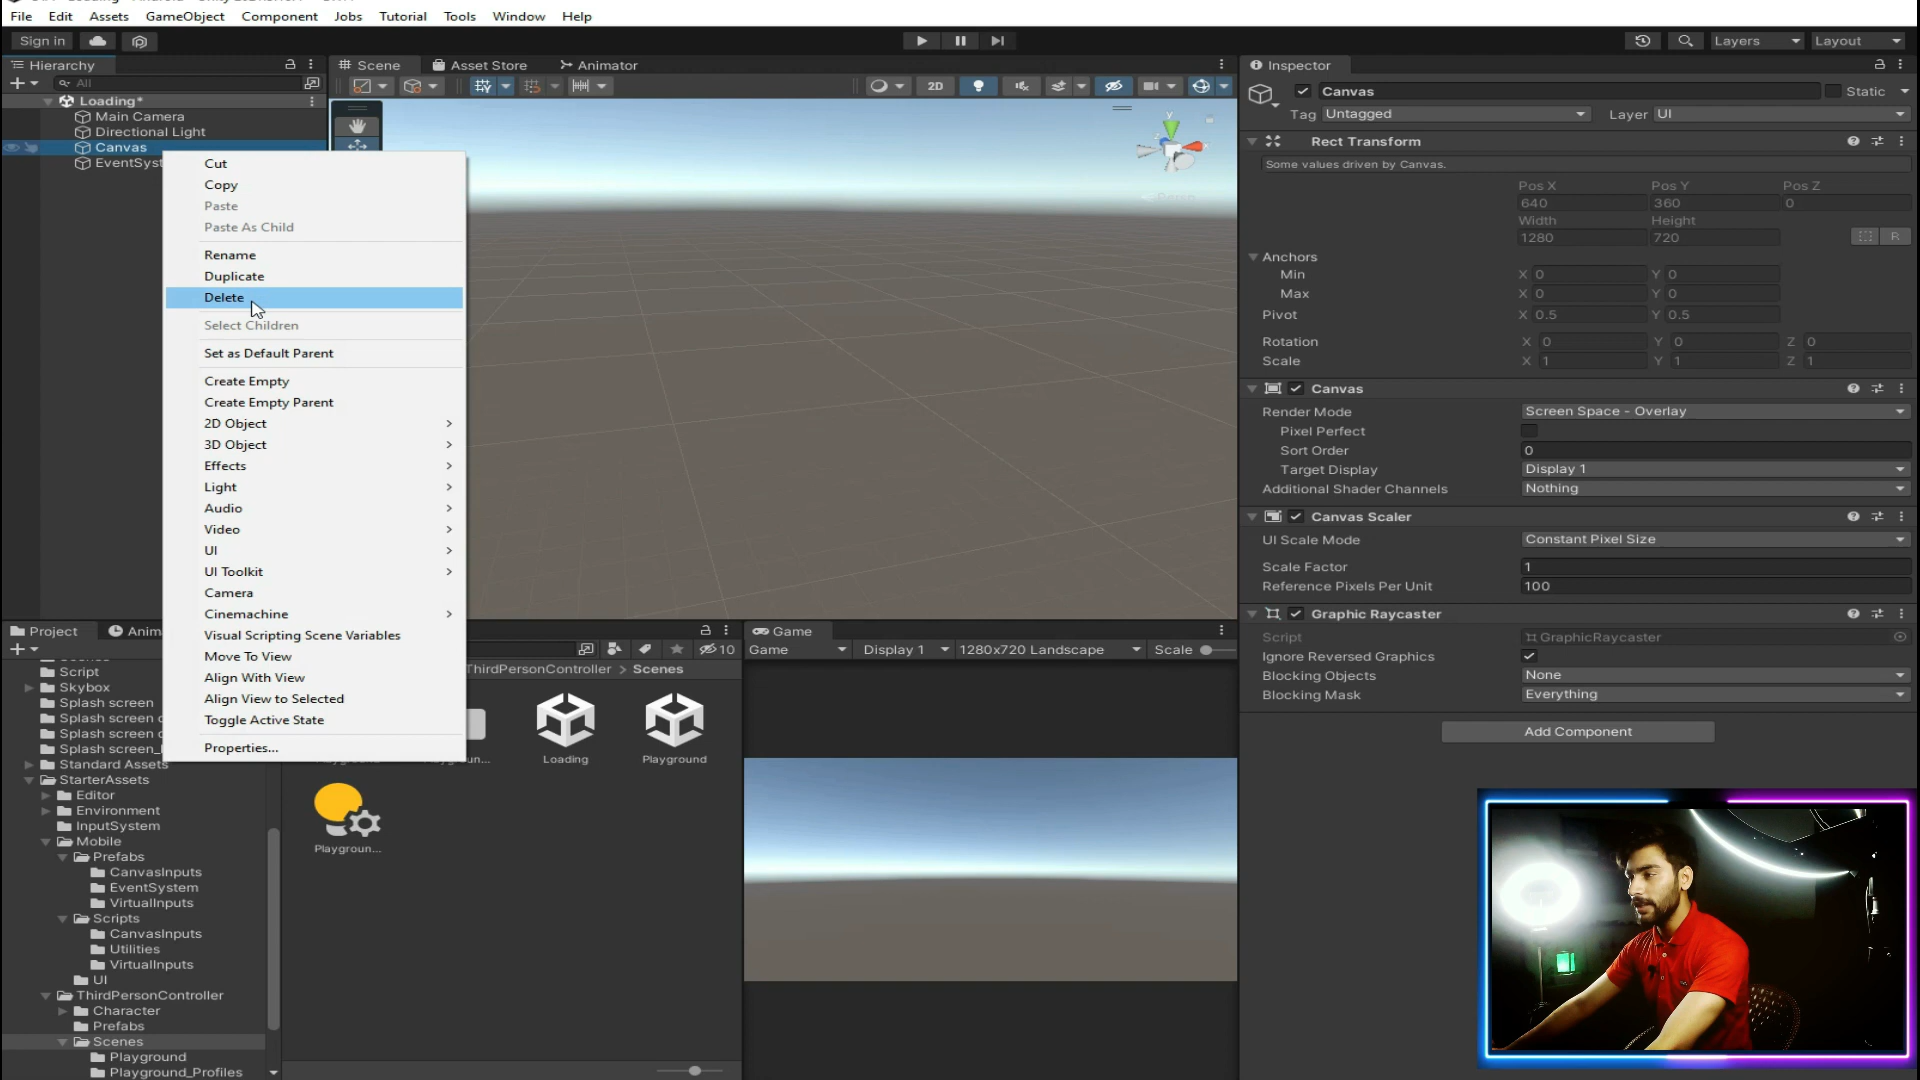 File Edit Assets GameObject Component Jobs Tutorial Tools Window Help
Sign in
Layers Layout
Hierarchy
All
Loading*
Main Camera
Directional Light
Canvas
EventSyst
Cut
Copy
Paste
Paste As Child
Rename
Duplicate
Delete
Select Children
Set as Default Parent
Create Empty
Create Empty Parent
2D Object
3D Object
Effects
Light
Audio
Video
UI
UI Toolkit
Camera
Cinemachine
Visual Scripting Scene Variables
Move To View
Align With View
Align View to Selected
Toggle Active State
Properties...
Scene Asset Store Animator
2D
Y
Persp
Inspector
Canvas Static
Tag Untagged Layer UI
Rect Transform
Some values driven by Canvas.
Pos X Pos Y Pos Z
640 360 0
Width Height
1280 720
R
Anchors
Min X 0 Y 0
Max X 0 Y 0
Pivot X 0.5 Y 0.5
Rotation X 0 Y 0 Z 0
Scale X 1 Y 1 Z 1
Canvas
Render Mode Screen Space - Overlay
Pixel Perfect
Sort Order 0
Target Display Display 1
Additional Shader Channels Nothing
Canvas Scaler
UI Scale Mode Constant Pixel Size
Scale Factor 1
Reference Pixels Per Unit 100
Graphic Raycaster
Script GraphicRaycaster
Ignore Reversed Graphics
Blocking Objects None
Blocking Mask Everything
Add Component
Project Anima
10
Script
Skybox
Splash screen
Splash screen c
Splash screen c
Splash screen_
Standard Assets
StarterAssets
Editor
Environment
InputSystem
Mobile
Prefabs
CanvasInputs
EventSystem
VirtualInputs
Scripts
CanvasInputs
Utilities
VirtualInputs
UI
ThirdPersonController
Character
Prefabs
Scenes
Playground
Playground_Profiles
ThirdPersonController > Scenes
Loading
Playground
Playgroun...
Game
Game Display 1 1280x720 Landscape Scale